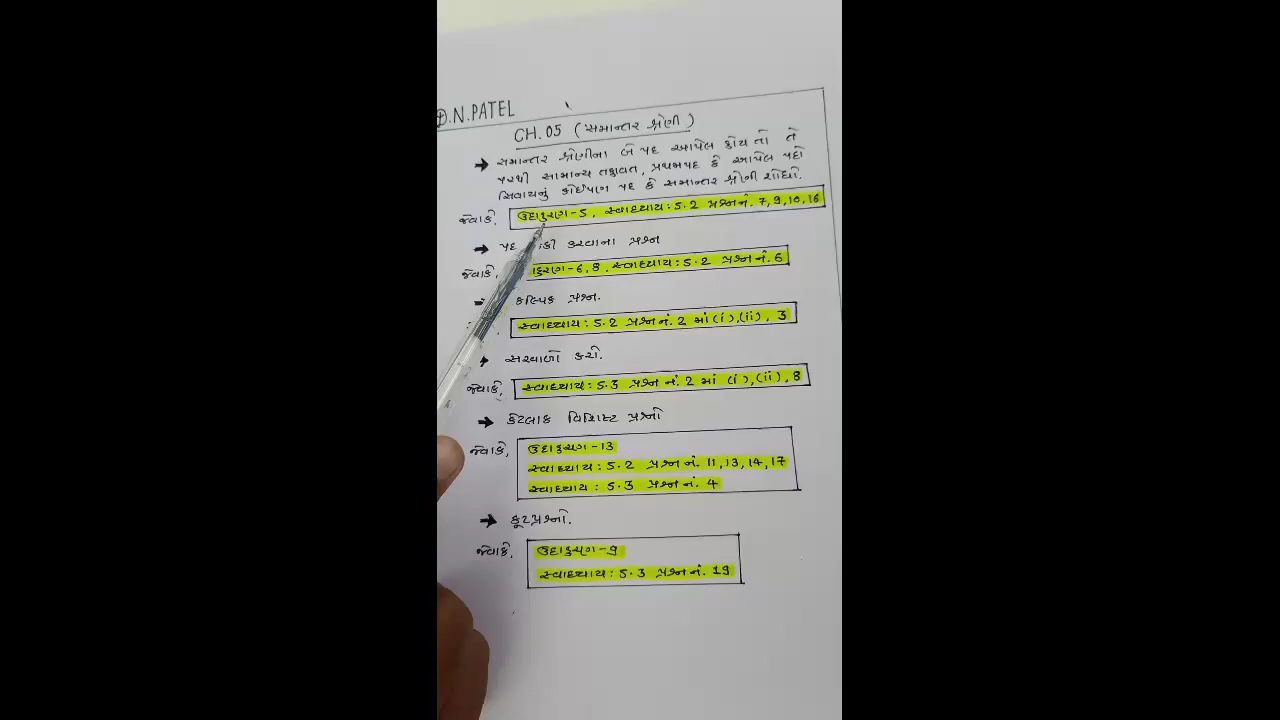 D.N.PATEL
CH.05 (સમાન્તર શ્રેણી)
→ સમાન્તર શ્રેણીના બે પદ આપેલ હોય તો તે
પરથી સામાન્ય તફાવત, પ્રથમપદ કે આપેલ પદો
સિવાયનું કોઈપણ પદ કે સમાન્તર શ્રેણી શોધો.
જેવાકે, ઉદાહરણ-5, સ્વાધ્યાય: 5.2 પ્રશ્ન નં. 7,9,10,16
→ પદ કરવાના પ્રશ્ન
જેવાકે, 6,8, સ્વાધ્યાય: 5.2 પ્રશ્ન નં. 6
પ્રશ્ન.
સ્વાધ્યાય: 5.2 પ્રશ્ન નં. 2 માં (i),(ii), 3
→ સરવાળો કરો.
જેવાકે, સ્વાધ્યાય: 5.3 પ્રશ્ન નં. 2 માં (i),(ii), 8
→ કેટલાક વિશિષ્ટ પ્રશ્નો
જેવાકે, ઉદાહરણ-13
સ્વાધ્યાય: 5.2 પ્રશ્ન નં. 11,13,14,17
સ્વાધ્યાય: 5.3 પ્રશ્ન નં. 4
→ કૂટપ્રશ્નો.
જેવાકે, ઉદાહરણ-9
સ્વાધ્યાય: 5.3 પ્રશ્ન નં. 19